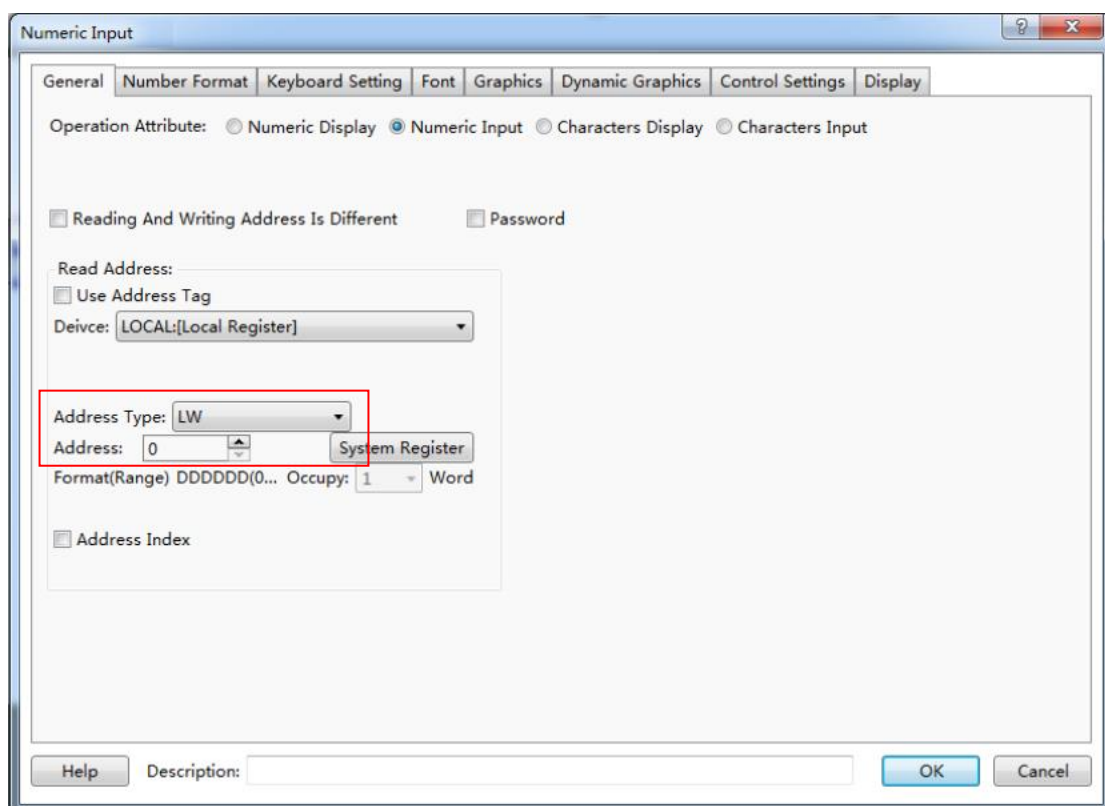 Numeric Input
General Number Format Keyboard Setting Font Graphics Dynamic Graphics Control Settings Display
Operation Attribute: Numeric Display Numeric Input Characters Display Characters Input
Reading And Writing Address Is Different Password
Read Address:
Use Address Tag
Deivce: LOCAL:[Local Register]
Address Type: LW
Address: 0 System Register
Format(Range) DDDDDD(0... Occupy: 1 Word
Address Index
Help Description: OK Cancel